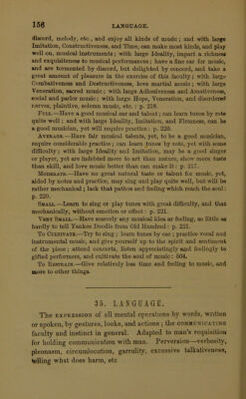 156 LANGUAGE.
discord, melody, etc., and enjoy all kinds of music; and with large
Imitation, Constructiveness, and Time, can make most kinds, and play
well on, musical instruments; with large Ideality, impart a richness
and exquisiteness to musical performances; have a fine ear for music,
and are tormented by discord, but delighted by concord, and take a
great amount of pleasure in the exercise of this faculty; with large
Combativeness and Destructiveness, love martial music; with large
Veneration, sacred music; with large Adhesiveness and Amativeness,
social and parlor music; with large Hope, Veneration, and disordered
nerves, plaintive, solemn music, etc.: p. 218.
FULL.—Have a good musical ear and talent; can learn tunes by rote
quite well; and with large Ideality, Imitation, and Firmness, can be
a good musician, yet will require practice: p. 220.
AVERAGE.—Have fair musical talents, yet, to be a good musician,
require considerable practice; can learn tunes by rote, yet with some
difficulty; with large Ideality and Imitation, may be a good singer
or player, yet are indebted more to art than nature, show more taste
than skill, and love music better than can make it: p. 217.
MODERATE.—Have no great natural taste or talent for music, yet,
aided by notes and practice, may sing and play quite well, but will be
rather mechanical; lack that pathos and feeling which reach the soul:
p. 220.
SMALL.—Learn to sing or play tunes with great difficulty, and that
mechanically, without emotion or effect: p. 221.
VERY SMALL.—Have scarcely any musical idea or feeling, so little as
hardly to tell Yankee Doodle from Old Hundred: p. 221.
To CULTIVATE.—Try to sing; learn tunes by ear; practice vocal and
instrumental music, and give yourself up to the spirit and sentiment
of the piece; attend concerts, listen appreciatingly and feelingly to
gifted performers, and cultivate the soul of music: 504.
To RESTRAIN.—Give relatively less time and feeling to music, and
more to other things.
35. LANGUAGE.
The EXPRESSION of all mental operations by words, written
or spoken, by gestures, looks, and actions; the COMMUNICATING
faculty and instinct in general. Adapted to man's requisition
for holding communication with man. Perversion—verbosity,
pleonasm, circumlocution, garrulity, excessive talkativeness,
telling what does harm, etc